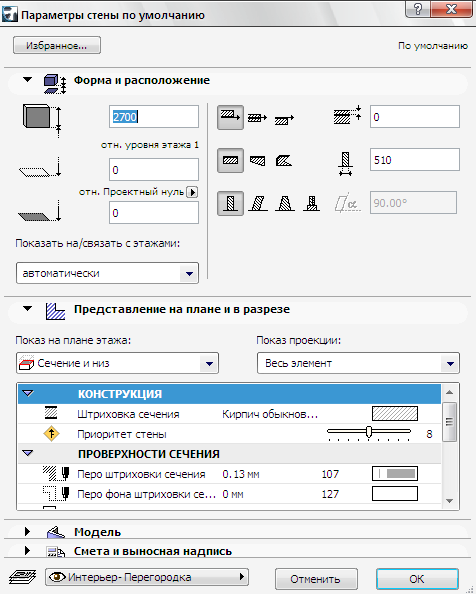 Параметры стены по умолчанию
?
Избранное...
По умолчанию
Форма и расположение
2700
0
отн. уровня этажа 1
0
510
отн. Проектный нуль
0
α
90.00°
Показать на/связать с этажами:
автоматически
Представление на плане и в разрезе
Показ на плане этажа:
Показ проекции:
Сечение и низ
Весь элемент
КОНСТРУКЦИЯ
Штриховка сечения
Кирпич обыкнов...
Приоритет стены
8
ПРОВЕРХНОСТИ СЕЧЕНИЯ
Перо штриховки сечения
0.13 мм
107
Перо фона штриховки се...
0 мм
127
Модель
Смета и выносная надпись
Интерьер- Перегородка
Отменить
OK